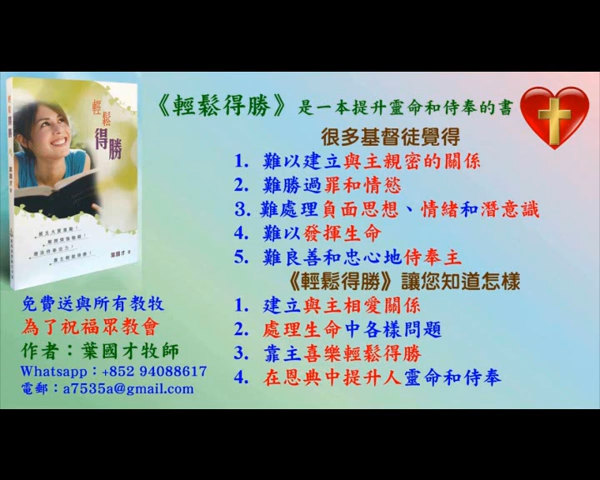 輕鬆得勝
輕鬆
得勝
葉國才 著
《輕鬆得勝》是一本提升靈命和侍奉的書
很多基督徒覺得
1. 難以建立與主親密的關係
2. 難勝過罪和情慾
3. 難處理負面思想、情緒和潛意識
4. 難以發揮生命
5. 難良善和忠心地侍奉主
《輕鬆得勝》讓您知道怎樣
1. 建立與主相愛關係
2. 處理生命中各樣問題
3. 靠主喜樂輕鬆得勝
4. 在恩典中提升人靈命和侍奉
免費送與所有教牧
為了祝福眾教會
作者：葉國才牧師
Whatsapp：+852 94088617
電郵：a7535a@gmail.com